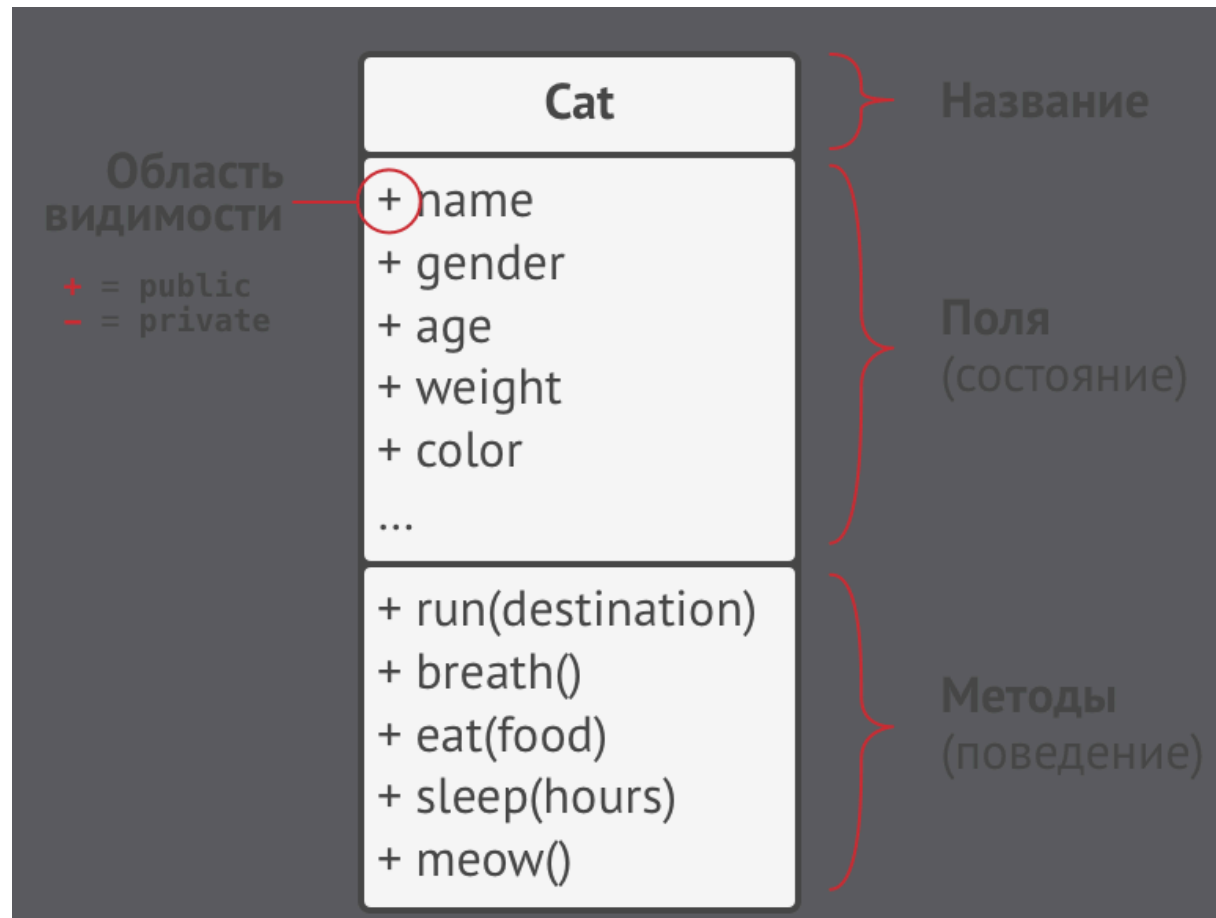 Cat
Название
Область
видимости
+ = public
− = private
+ name
+ gender
+ age
+ weight
+ color
...
Поля
(состояние)
+ run(destination)
+ breath()
+ eat(food)
+ sleep(hours)
+ meow()
Методы
(поведение)